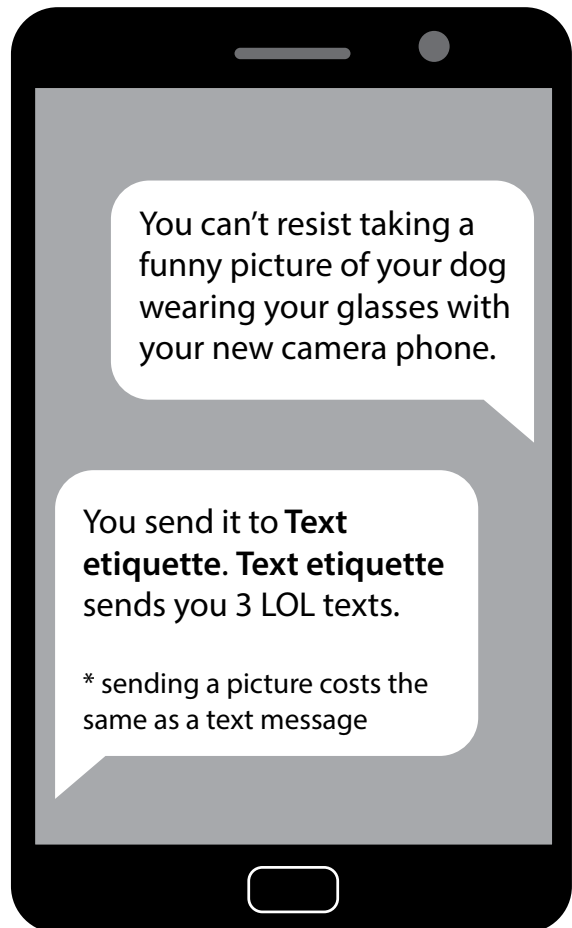 You can’t resist taking a
funny picture of your dog
wearing your glasses with
your new camera phone.
You send it to Text
etiquette. Text etiquette
sends you 3 LOL texts.
* sending a picture costs the
same as a text message